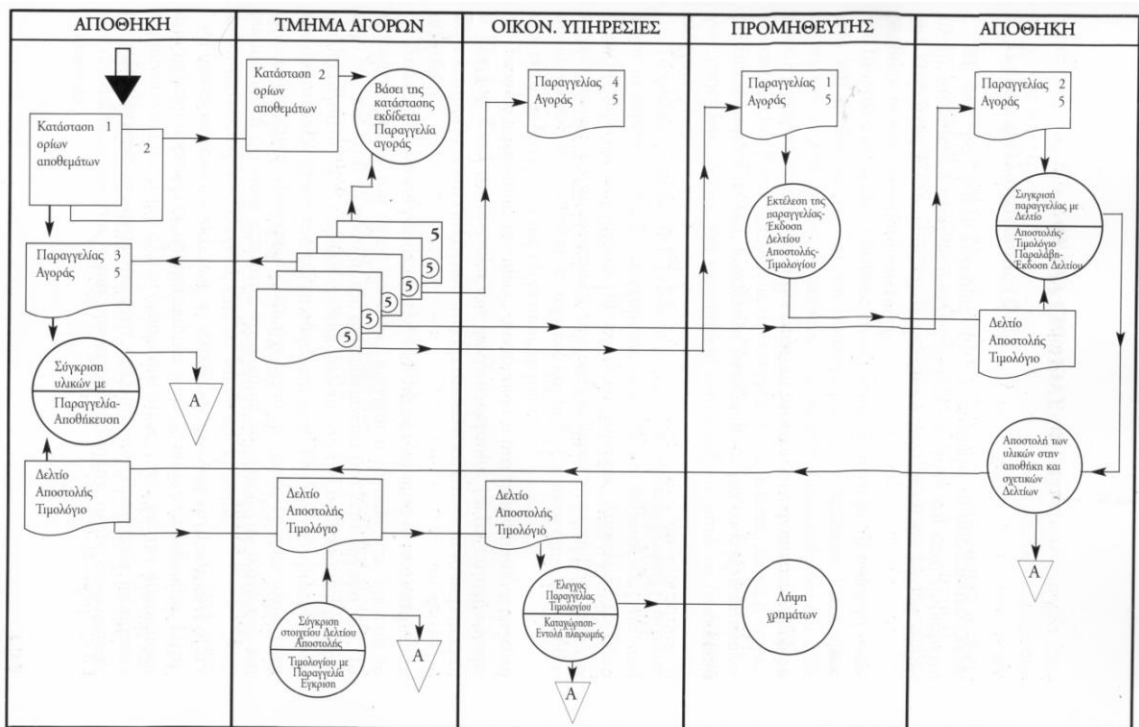 ΑΠΟΘΗΚΗ
ΤΜΗΜΑ ΑΓΟΡΩΝ
ΟΙΚΟΝ. ΥΠΗΡΕΣΙΕΣ
ΠΡΟΜΗΘΕΥΤΗΣ
ΑΠΟΘΗΚΗ
Κατάσταση 1
ορίων
αποθεμάτων
2
Παραγγελίας 3
Αγοράς 5
Σύγκριση
υλικών με
Παραγγελία-
Αποθήκευση
Α
Δελτίο
Αποστολής
Τιμολόγιο
Κατάσταση 2
ορίων
αποθεμάτων
Βάσει της
κατάστασης
εκδίδεται
Παραγγελία
αγοράς
5
5
5
5
5
Δελτίο
Αποστολής
Τιμολόγιο
Σύγκριση
στοιχείου Δελτίου
Αποστολής
Τιμολογίου με
Παραγγελία
Εγκριση
Α
Παραγγελίας 4
Αγοράς 5
Δελτίο
Αποστολής
Τιμολόγιο
Έλεγχος
Παραγγελίας
Τιμολογίου
Καταχώρηση-
Εντολή πληρωμής
Α
Παραγγελίας 1
Αγοράς 5
Εκτέλεση της
παραγγελίας-
Έκδοση
Δελτίου
Αποστολής-
Τιμολογίου
Λήψη
χρημάτων
Παραγγελίας 2
Αγοράς 5
Συγκρισή
παραγγελίας με
Δελτίο
Αποστολής-
Τιμολόγιο
Παραλάβη-
Έκδοση Δελτίου
Δελτίο
Αποστολής
Τιμολόγιο
Αποστολή των
υλικών στην
αποθήκη και
σχετικών
Δελτίων
Α